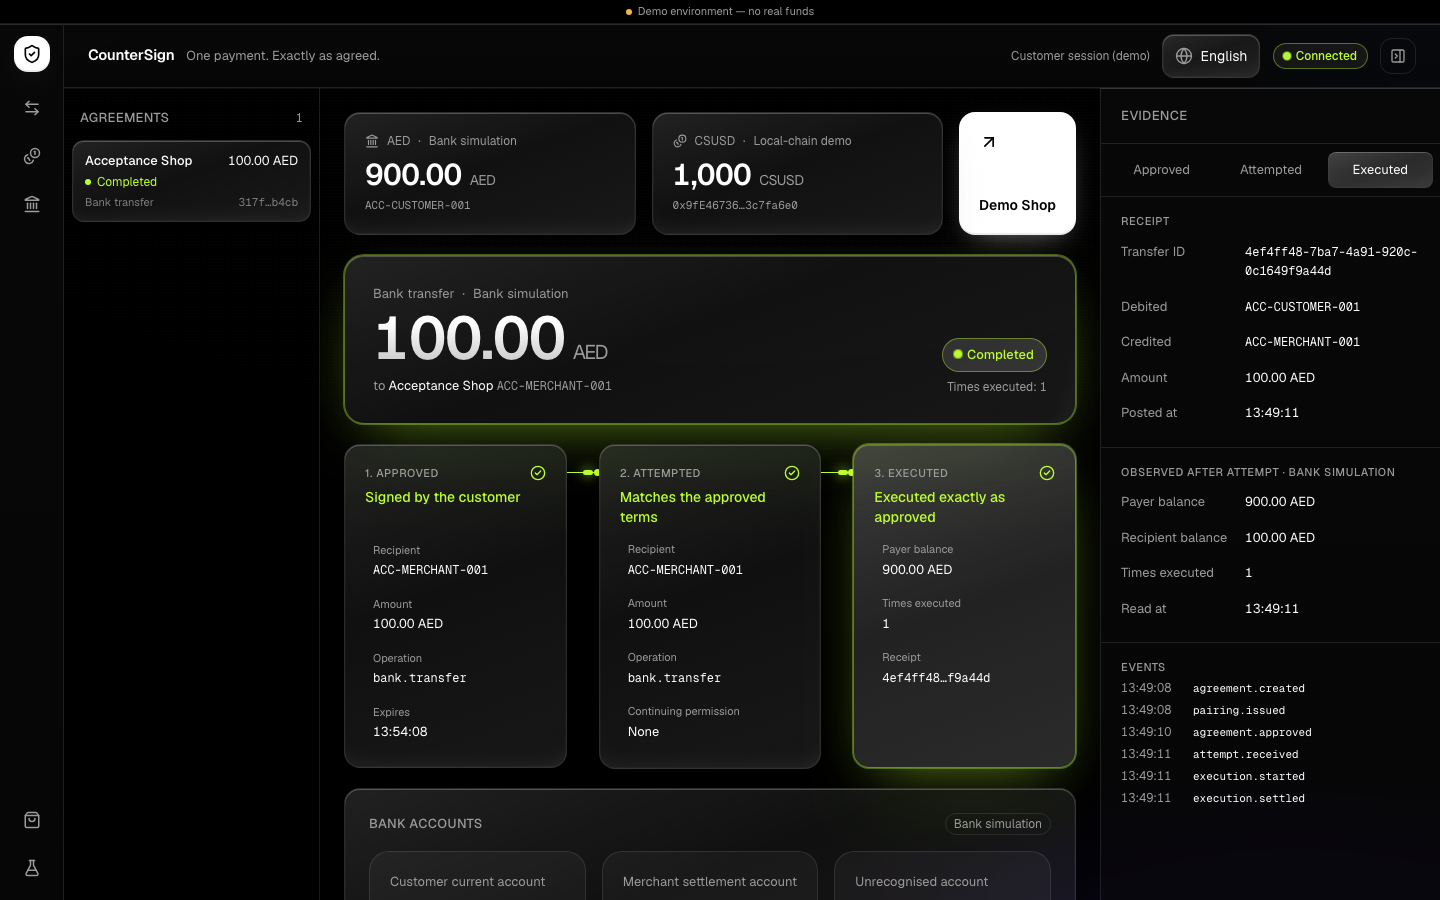 Demo environment — no real funds
CounterSign One payment. Exactly as agreed.
Customer session (demo) English Connected
AGREEMENTS 1
Acceptance Shop 100.00 AED
Completed
Bank transfer 317f…b4cb
AED · Bank simulation
900.00 AED
ACC-CUSTOMER-001
CSUSD · Local-chain demo
1,000 CSUSD
0x9fE46736…3c7fa6e0
Demo Shop
Bank transfer · Bank simulation
100.00 AED
to Acceptance Shop ACC-MERCHANT-001
Completed
Times executed: 1
1. APPROVED
Signed by the customer
Recipient
ACC-MERCHANT-001
Amount
100.00 AED
Operation
bank.transfer
Expires
13:54:08
2. ATTEMPTED
Matches the approved
terms
Recipient
ACC-MERCHANT-001
Amount
100.00 AED
Operation
bank.transfer
Continuing permission
None
3. EXECUTED
Executed exactly as
approved
Payer balance
900.00 AED
Times executed
1
Receipt
4ef4ff48…f9a44d
BANK ACCOUNTS
Bank simulation
Customer current account
Merchant settlement account
Unrecognised account
EVIDENCE
Approved Attempted Executed
RECEIPT
Transfer ID 4ef4ff48-7ba7-4a91-920c-
0c1649f9a44d
Debited ACC-CUSTOMER-001
Credited ACC-MERCHANT-001
Amount 100.00 AED
Posted at 13:49:11
OBSERVED AFTER ATTEMPT · BANK SIMULATION
Payer balance 900.00 AED
Recipient balance 100.00 AED
Times executed 1
Read at 13:49:11
EVENTS
13:49:08 agreement.created
13:49:08 pairing.issued
13:49:10 agreement.approved
13:49:11 attempt.received
13:49:11 execution.started
13:49:11 execution.settled